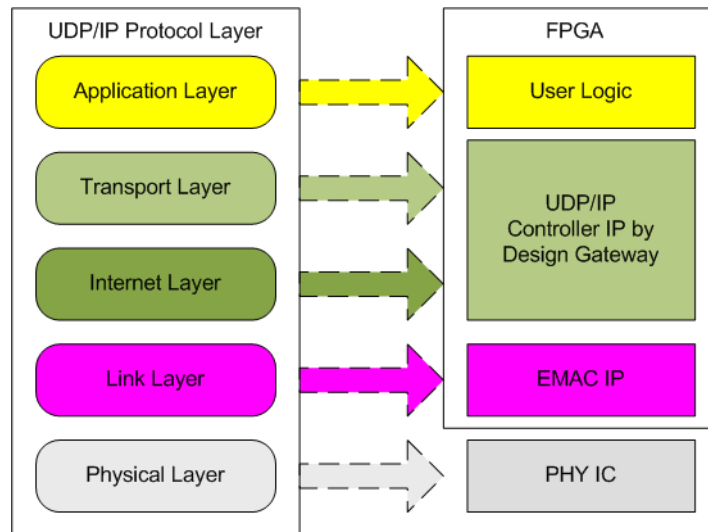 UDP/IP Protocol Layer
FPGA
Application Layer
User Logic
Transport Layer
UDP/IP
Controller IP by
Design Gateway
Internet Layer
Link Layer
EMAC IP
Physical Layer
PHY IC